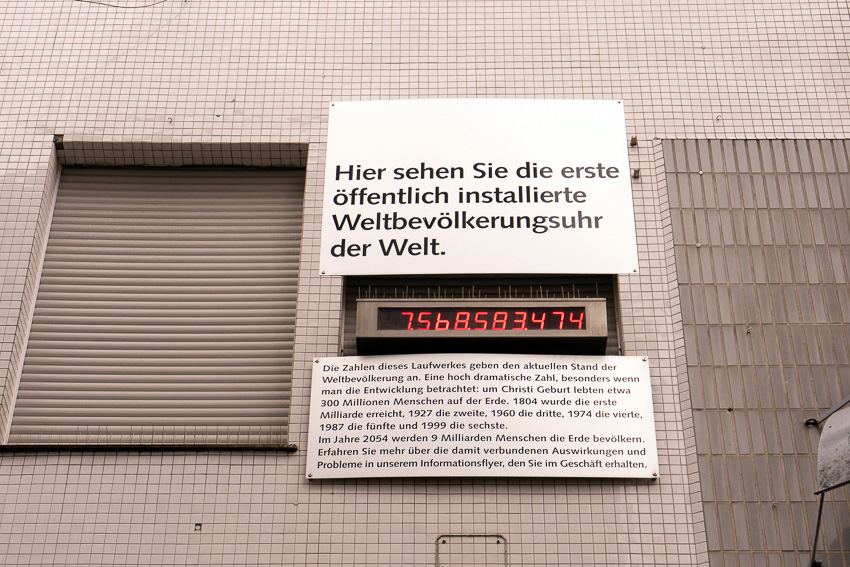 Hier sehen Sie die erste
öffentlich installierte
Weltbevölkerungsuhr
der Welt.
7.568.583.474
Die Zahlen dieses Laufwerkes geben den aktuellen Stand der
Weltbevölkerung an. Eine hoch dramatische Zahl, besonders wenn
man die Entwicklung betrachtet: um Christi Geburt lebten etwa
300 Millionen Menschen auf der Erde. 1804 wurde die erste
Milliarde erreicht, 1927 die zweite, 1960 die dritte, 1974 die vierte,
1987 die fünfte und 1999 die sechste.
Im Jahre 2054 werden 9 Milliarden Menschen die Erde bevölkern.
Erfahren Sie mehr über die damit verbundenen Auswirkungen und
Probleme in unserem Informationsflyer, den Sie im Geschäft erhalten.